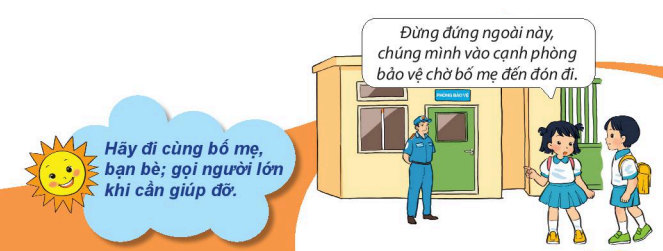 Đừng đứng ngoài này,
chúng mình vào cạnh phòng
bảo vệ chờ bố mẹ đến đón đi.
PHÒNG BẢO VỆ
Hãy đi cùng bố mẹ,
bạn bè; gọi người lớn
khi cần giúp đỡ.